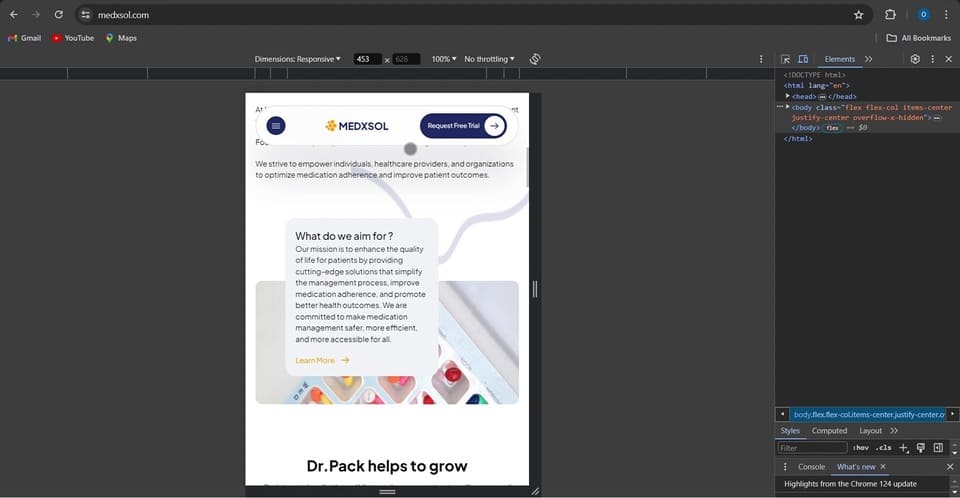 medxsol.com
Gmail
YouTube
Maps
All Bookmarks
Dimensions: Responsive
453 x 626
100%
No throttling
Elements
<!DOCTYPE html>
<html lang="en">
<head> </head>
<body class="flex flex-col items-center
justify-center overflow-x-hidden">
</body> flex == $0
</html>
MEDXSOL
Request Free Trial
We strive to empower individuals, healthcare providers, and organizations
to optimize medication adherence and improve patient outcomes.
What do we aim for ?
Our mission is to enhance the quality
of life for patients by providing
cutting-edge solutions that simplify
the management process, improve
medication adherence, and promote
better health outcomes. We are
committed to make medication
management safer, more efficient,
and more accessible for all.
Learn More
Dr.Pack helps to grow
body.flex.flex-col.items-center.justify-center.o
Styles
Computed
Layout
Filter
:hov
.cls
Console
What's new
Highlights from the Chrome 124 update